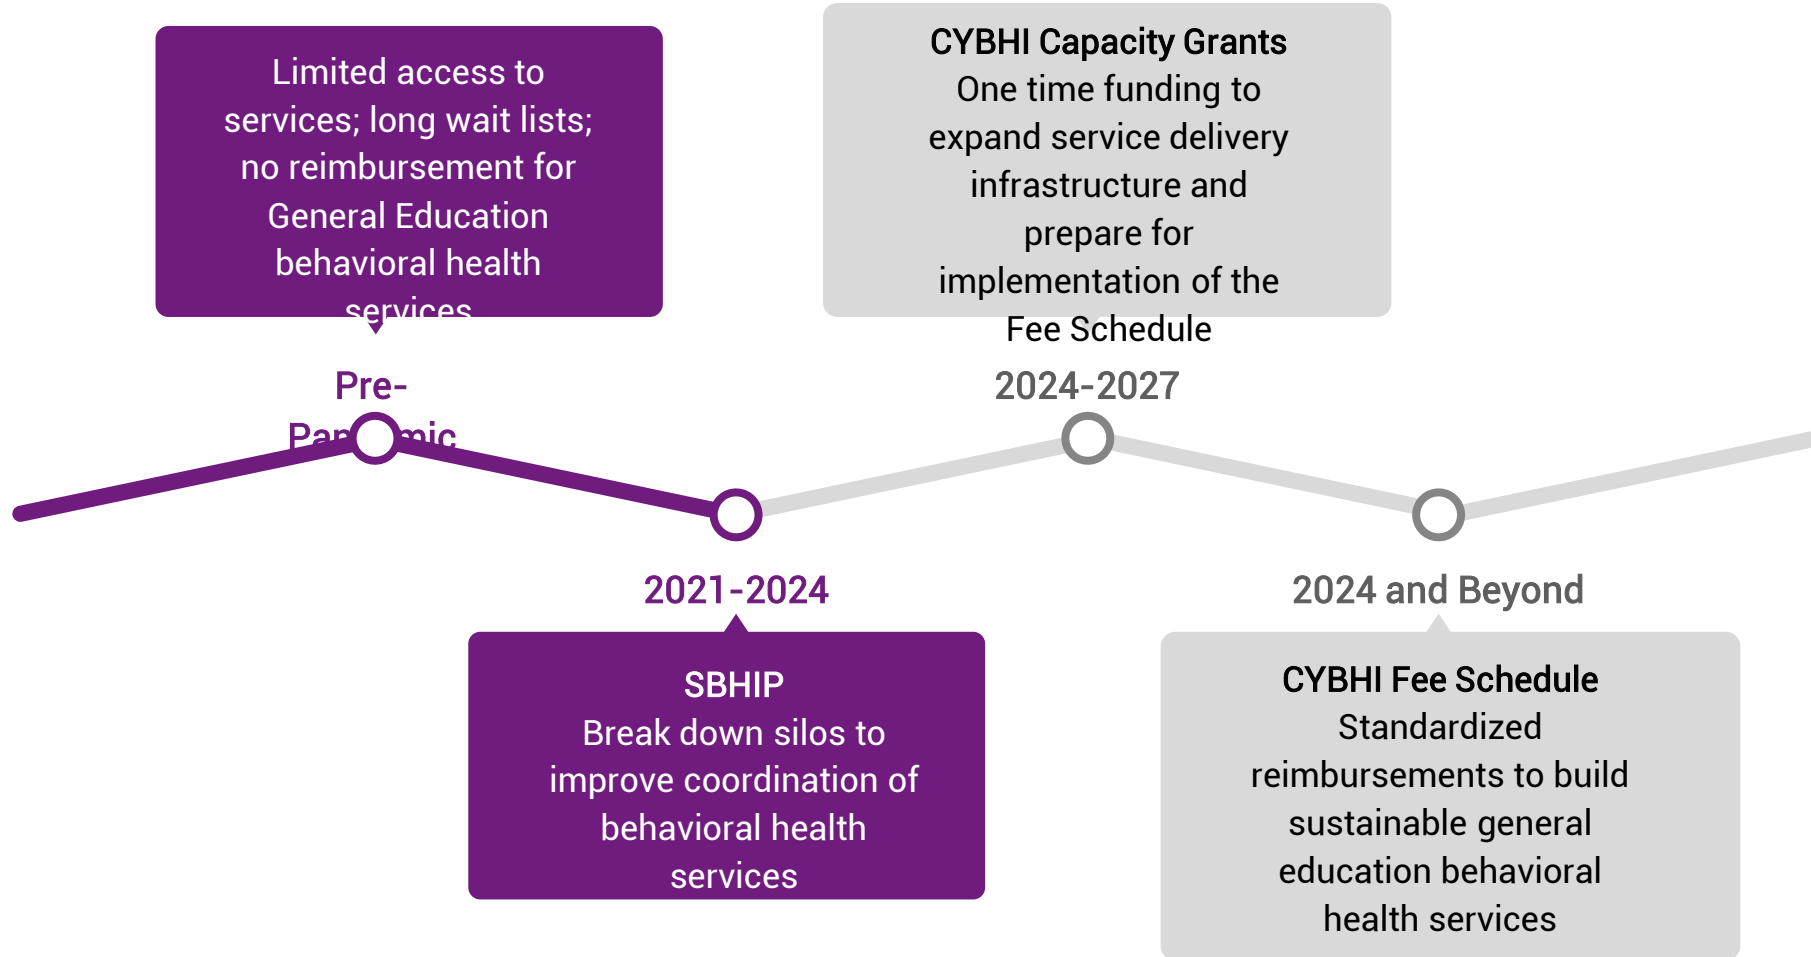 Limited access to
services; long wait lists;
no reimbursement for
General Education
behavioral health
services
Pre-
Pandemic
SBHIP
2021-2024
Break down silos to
improve coordination of
behavioral health
services
CYBHI Capacity Grants
One time funding to
expand service delivery
infrastructure and
prepare for
implementation of the
Fee Schedule
2024-2027
2024 and Beyond
CYBHI Fee Schedule
Standardized
reimbursements to build
sustainable general
education behavioral
health services